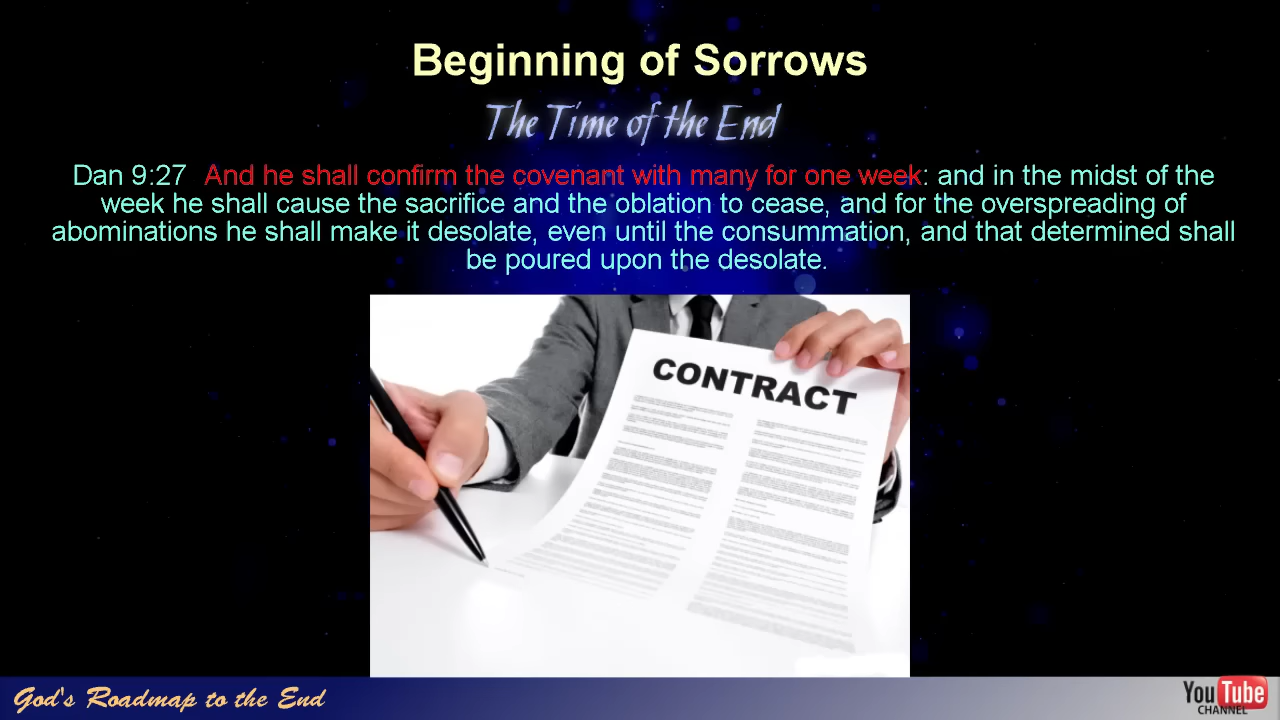 Beginning of Sorrows
The Time of the End
Dan 9:27 And he shall confirm the covenant with many for one week: and in the midst of the
week he shall cause the sacrifice and the oblation to cease, and for the overspreading of
abominations he shall make it desolate, even until the consummation, and that determined shall
be poured upon the desolate.
CONTRACT
God's Roadmap to the End
YouTube
CHANNEL